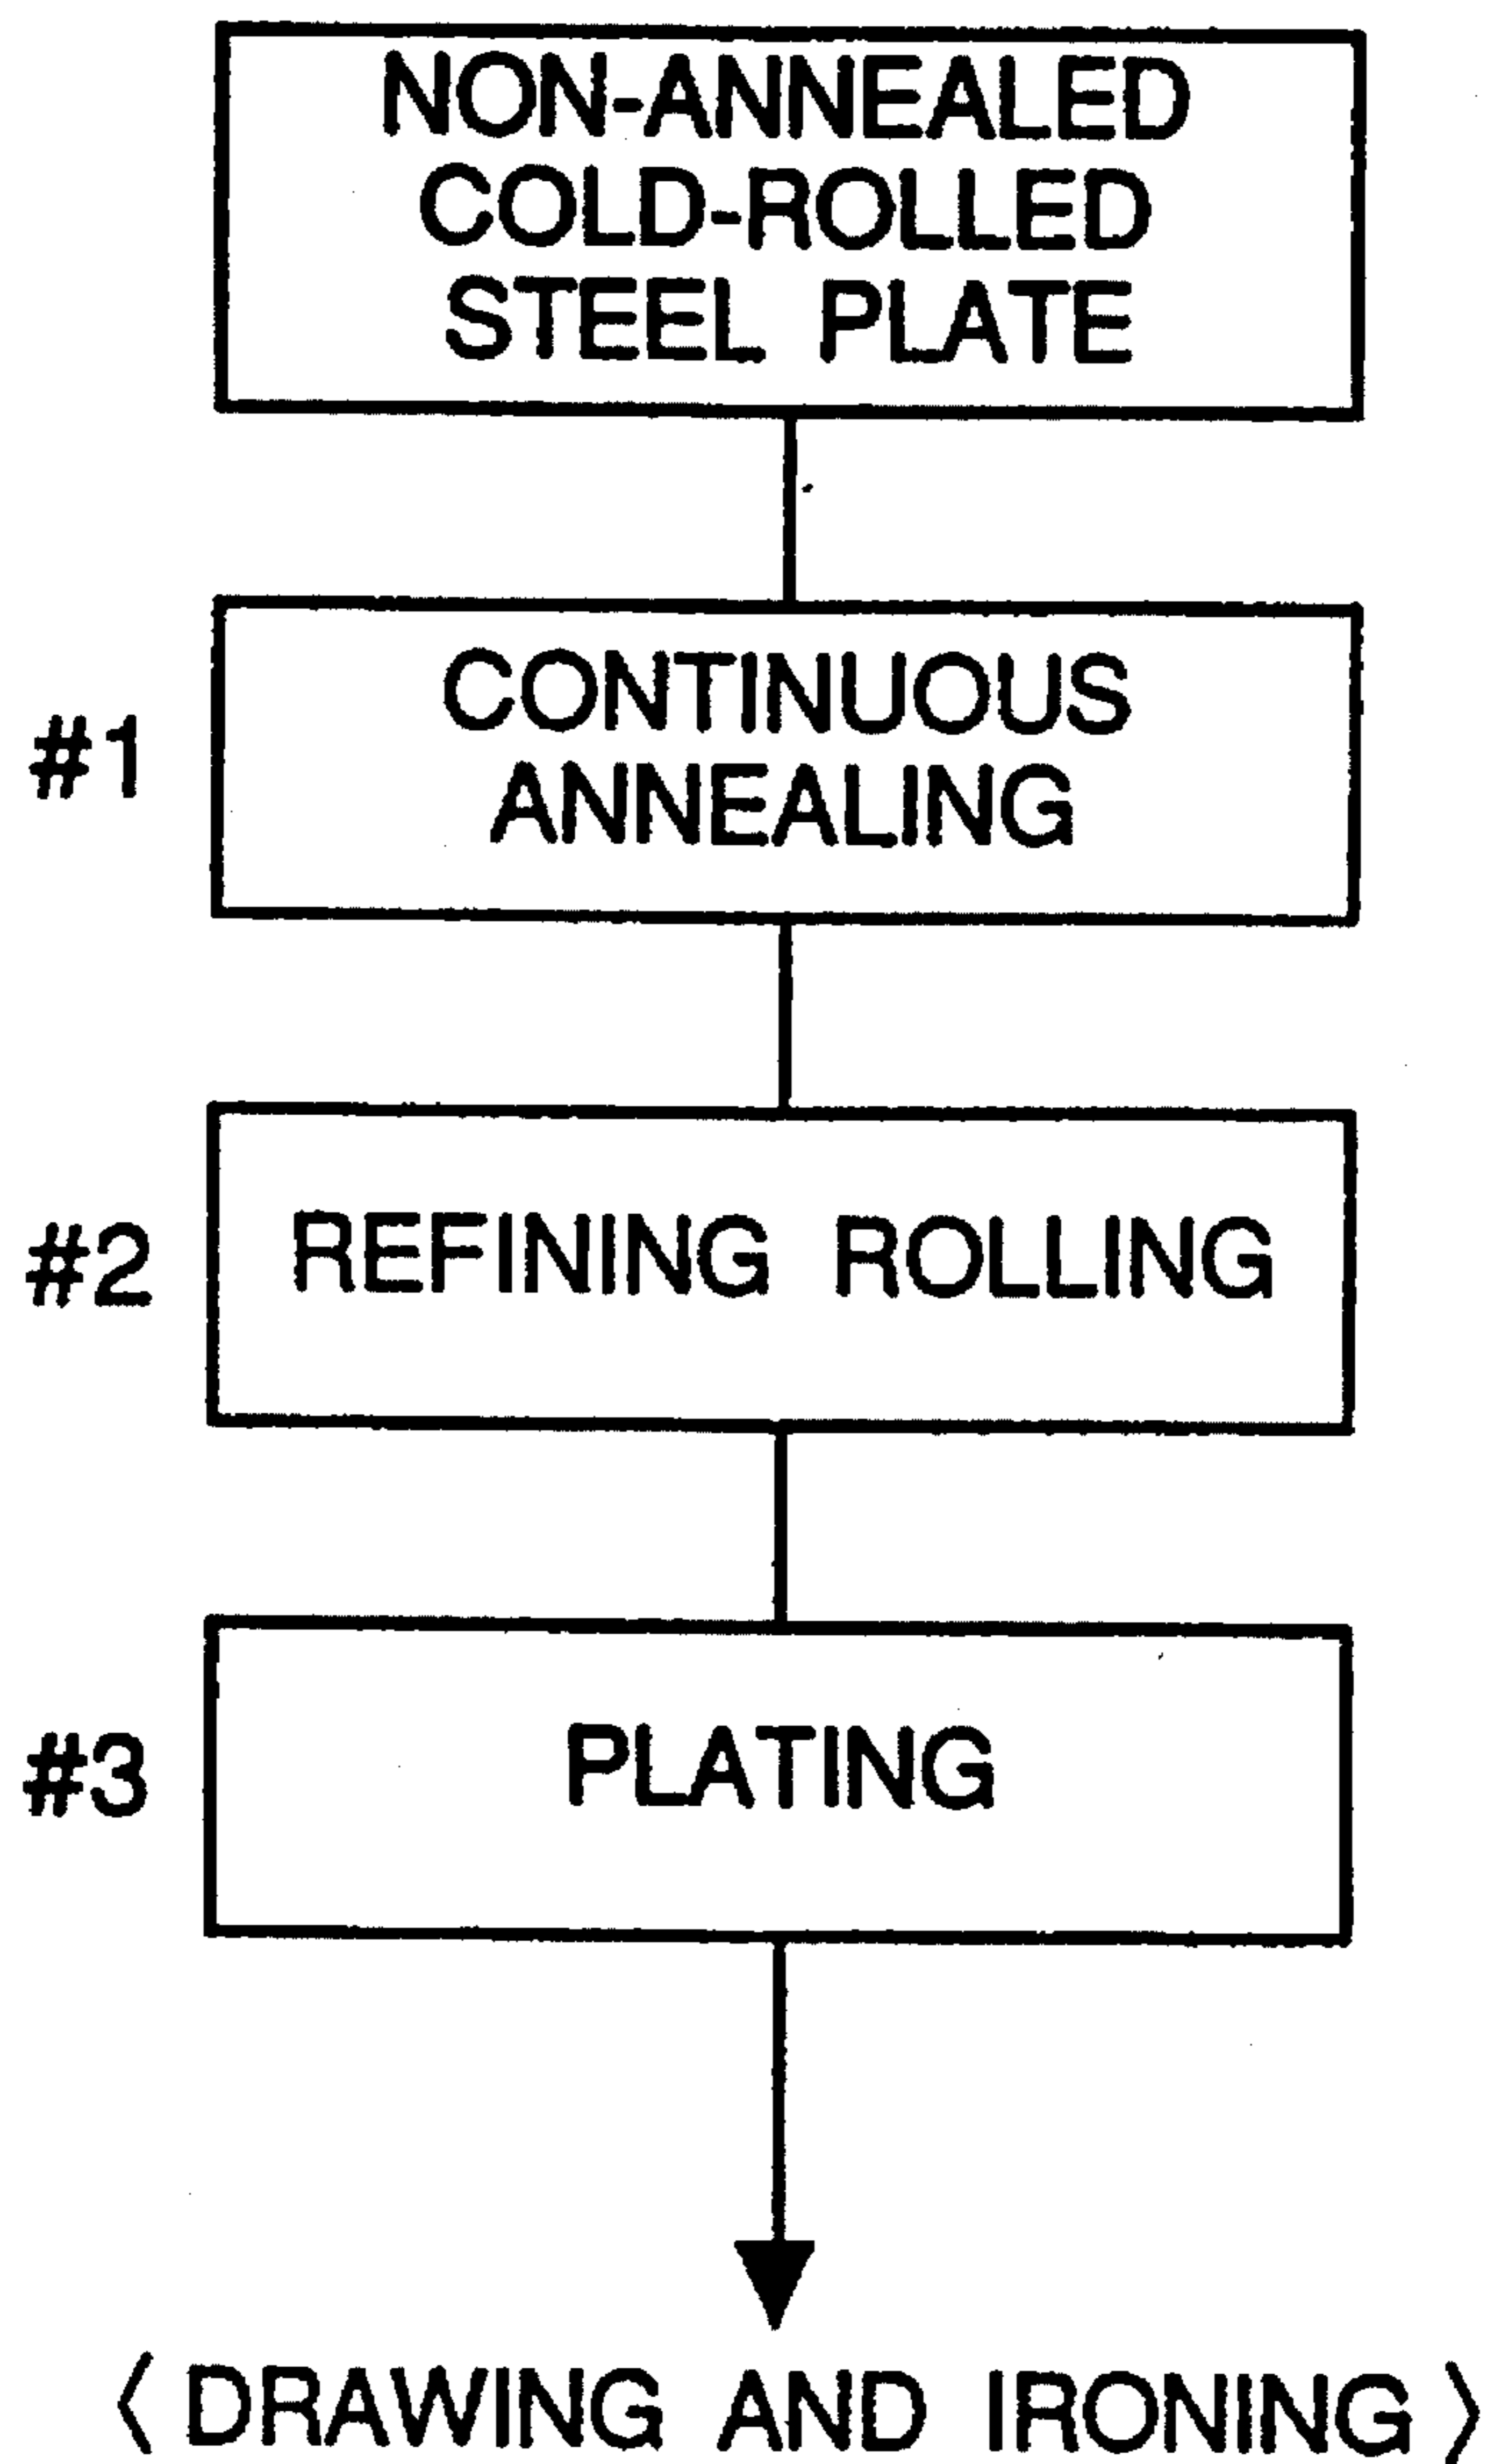 NON-ANNEALED
COLD-ROLLED
STEEL PLATE
#1
CONTINUOUS
ANNEALING
#2
REFINING ROLLING
#3
PLATING
〈DRAWING AND IRONING〉